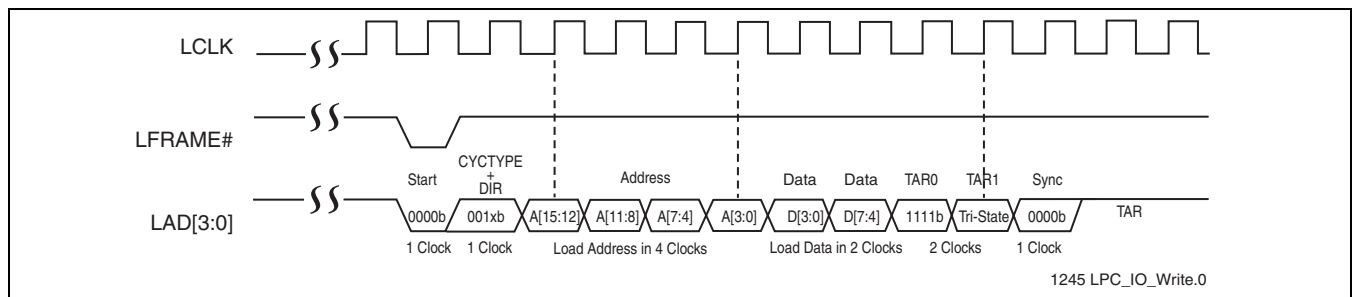 LCLK
LFRAME#
CYCTYPE
+
DIR
Start
Address
Data Data TAR0 TAR1 Sync
LAD[3:0]
0000b 001xb A[15:12] A[11:8] A[7:4] A[3:0] D[3:0] D[7:4] 1111b Tri-State 0000b TAR
1 Clock 1 Clock Load Address in 4 Clocks Load Data in 2 Clocks 2 Clocks 1 Clock
1245 LPC_IO_Write.0